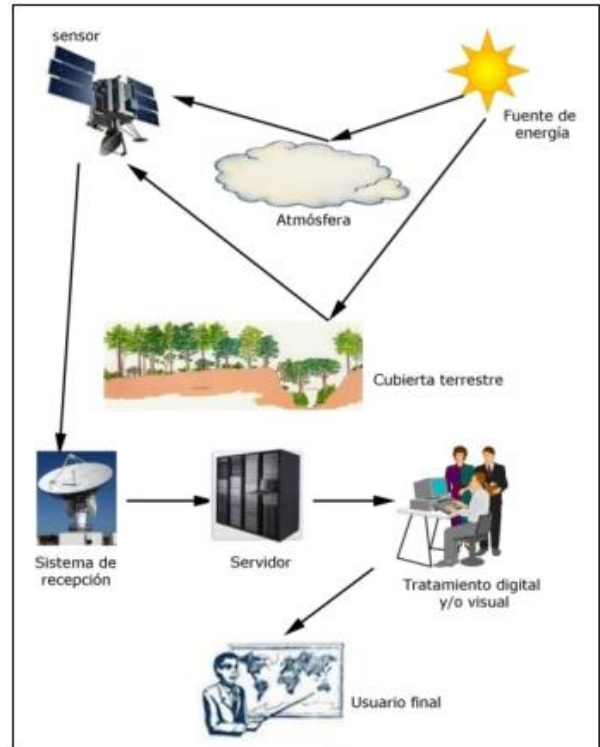 sensor
Fuente de
energía
Atmósfera
Cubierta terrestre
Sistema de
recepción
Servidor
Tratamiento digital
y/o visual
Usuario final